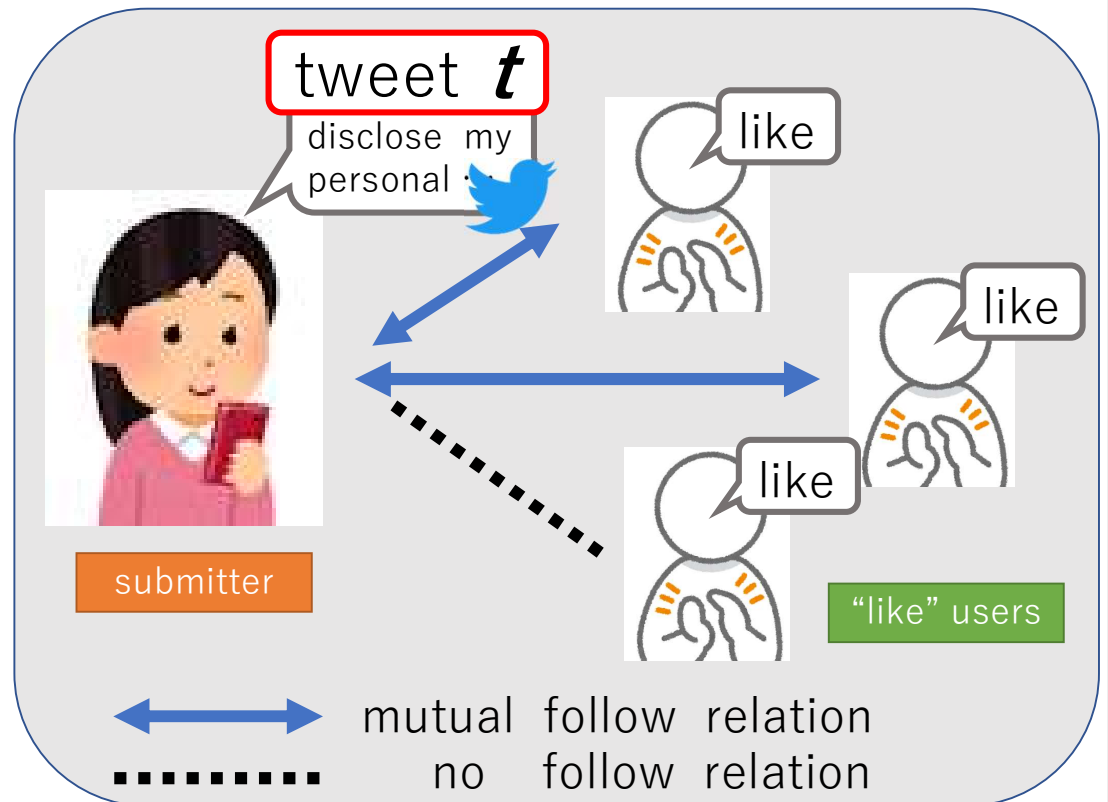 tweet t
disclose my
personal …
like
like
like
submitter
“like” users
mutual follow relation
no follow relation